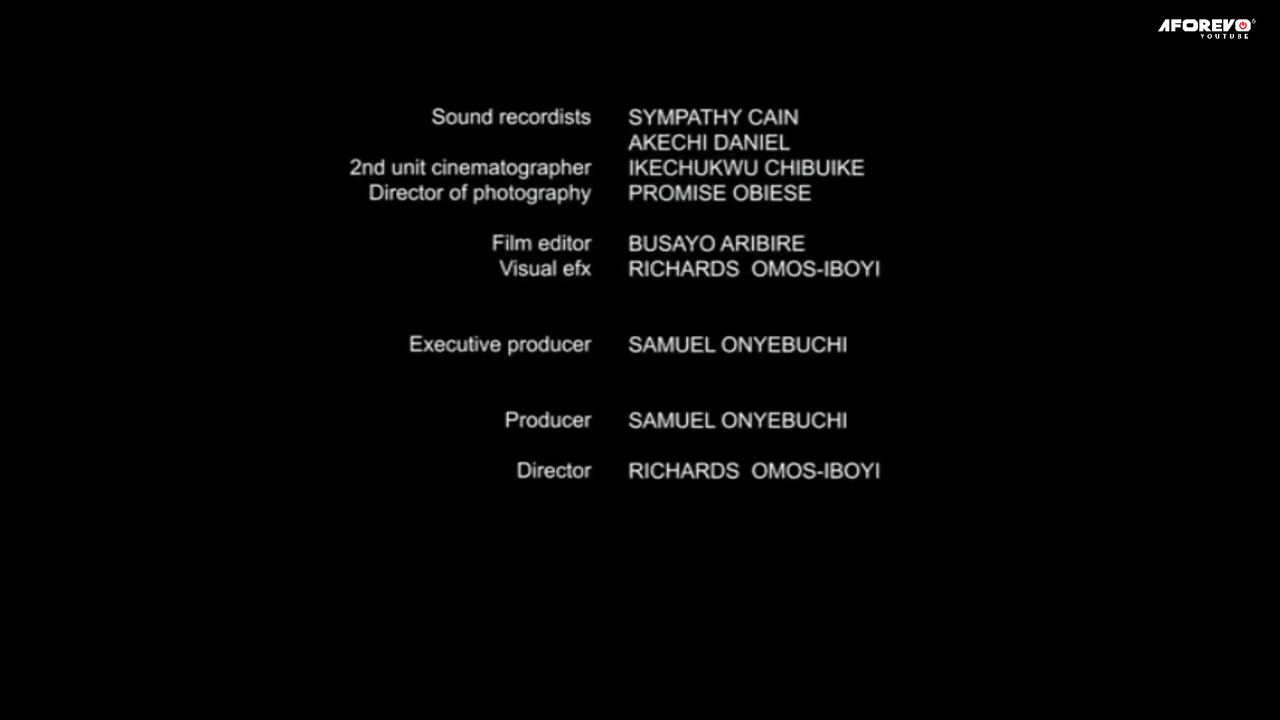 AFOREVO
YOUTUBE
Sound recordists SYMPATHY CAIN
AKECHI DANIEL
2nd unit cinematographer IKECHUKWU CHIBUIKE
Director of photography PROMISE OBIESE
Film editor BUSAYO ARIBIRE
Visual efx RICHARDS OMOS-IBOYI
Executive producer SAMUEL ONYEBUCHI
Producer SAMUEL ONYEBUCHI
Director RICHARDS OMOS-IBOYI